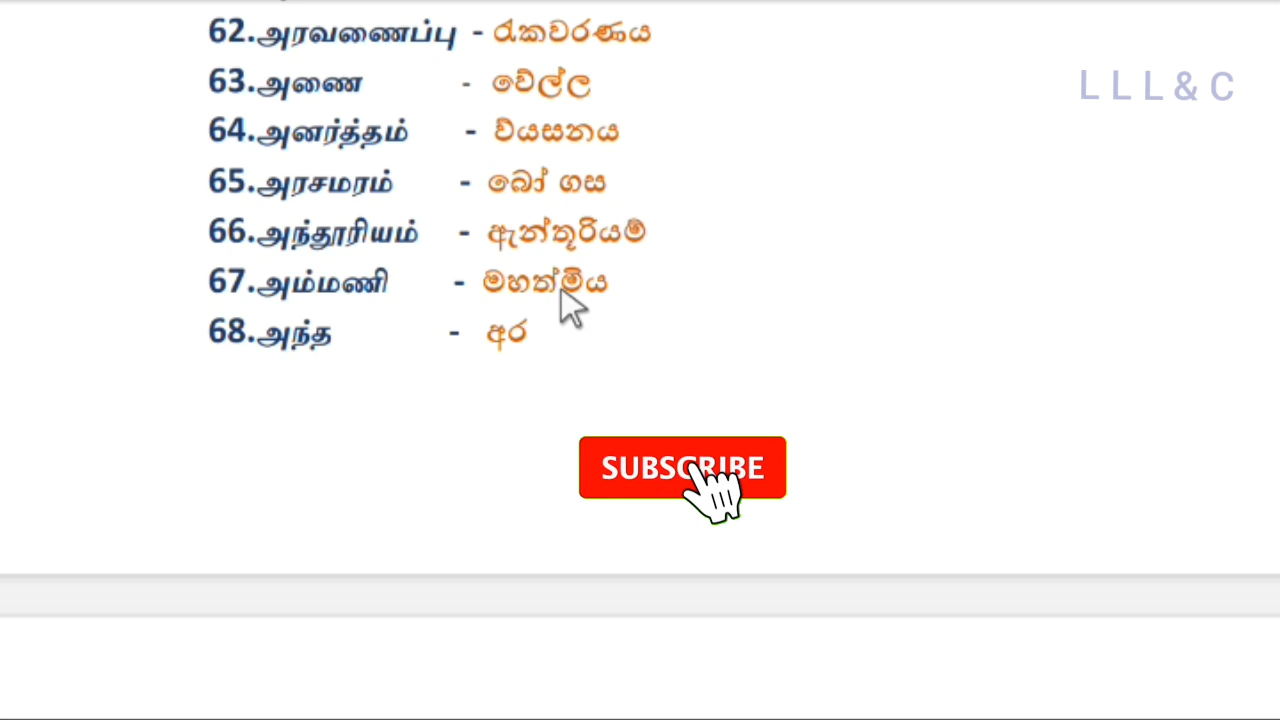 62.அரவணைப்பு - රැකවරණය
L L L & C
63.அணை - වේල්ල
64.அனர்த்தம் - ව්යසනය
65.அரசமரம் - බෝ ගස
66.அந்தூரியம் - ඇන්තූරියම්
67.அம்மணி - මහත්මිය
68.அந்த - අර
SUBSCRIBE